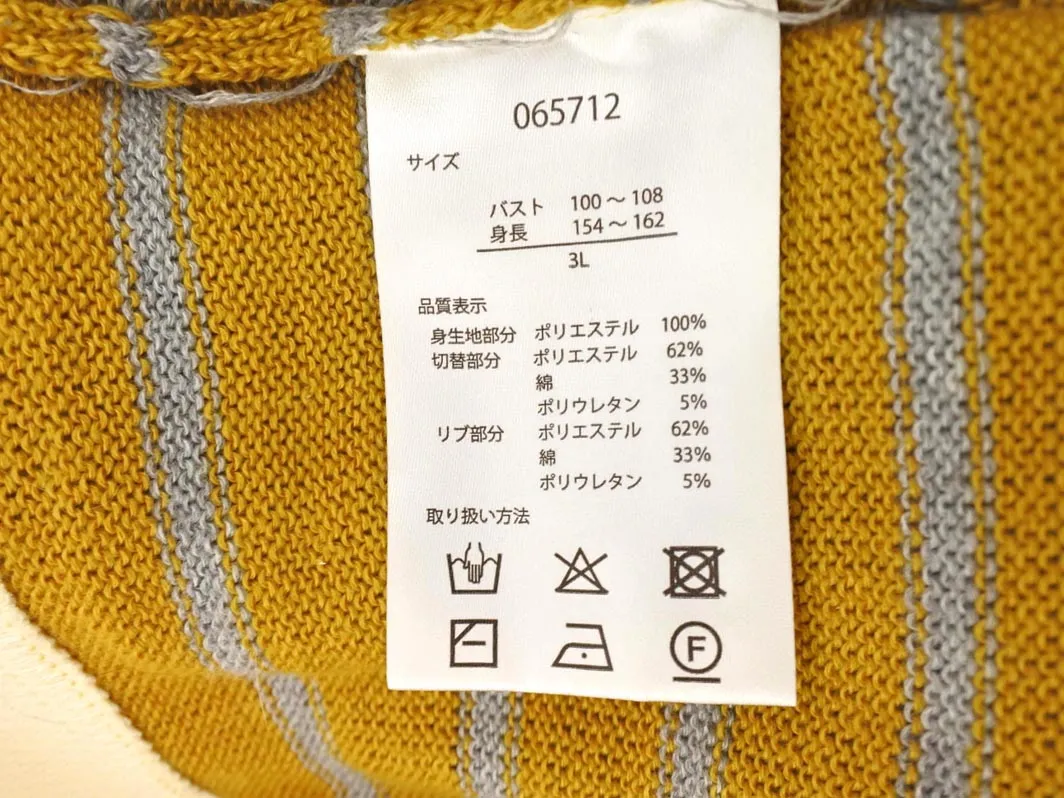 065712
サイズ
バスト 100～108
身長 154～162
3L
品質表示
身生地部分 ポリエステル 100%
切替部分 ポリエステル 62%
綿 33%
ポリウレタン 5%
リブ部分 ポリエステル 62%
綿 33%
ポリウレタン 5%
取り扱い方法
F